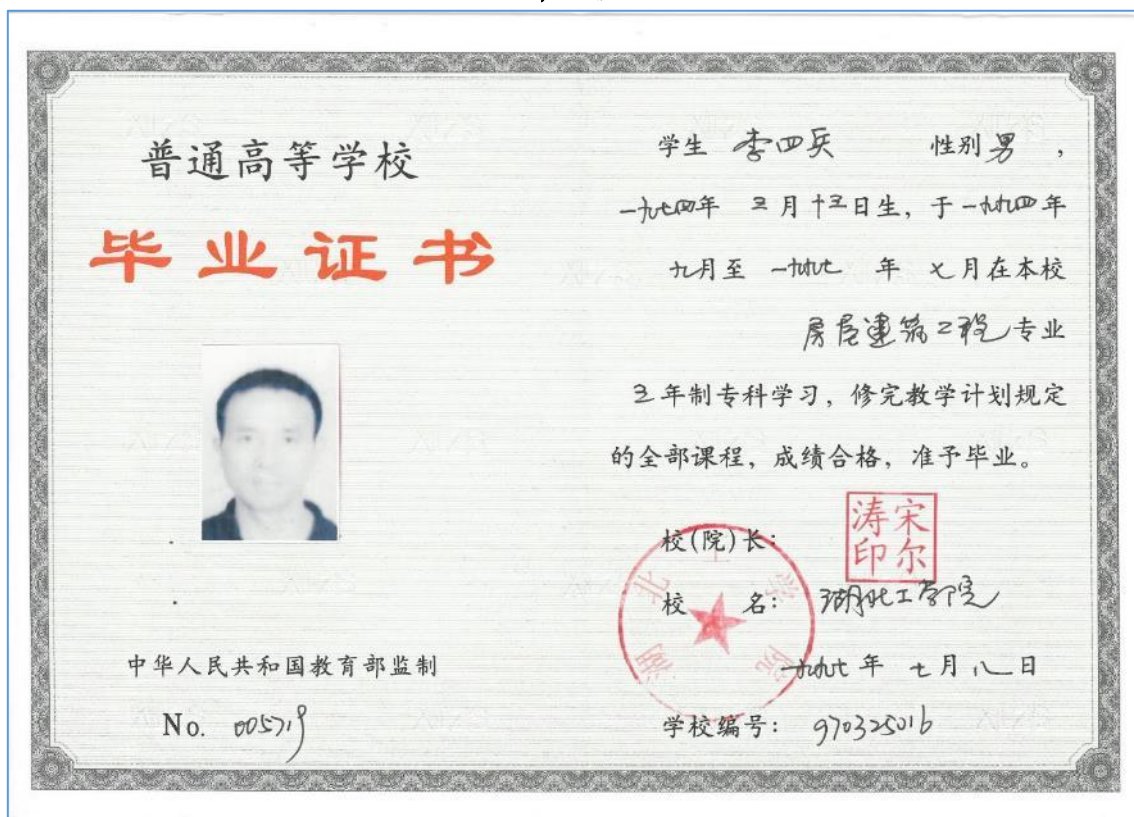 普通高等学校
毕业证书
中华人民共和国教育部监制
No. 005719
学生 李四兵 性别 男 ,
一九七四年 三月十三日生, 于一九九四年
九月至 一九九七 年 七月在本校
房屋建筑工程专业
三年制专科学习, 修完教学计划规定
的全部课程, 成绩合格, 准予毕业。
校(院)长:
宋尔涛印
校 名: 湖北工学院
湖北工学院
一九九七年 七月八日
学校编号: 970325016